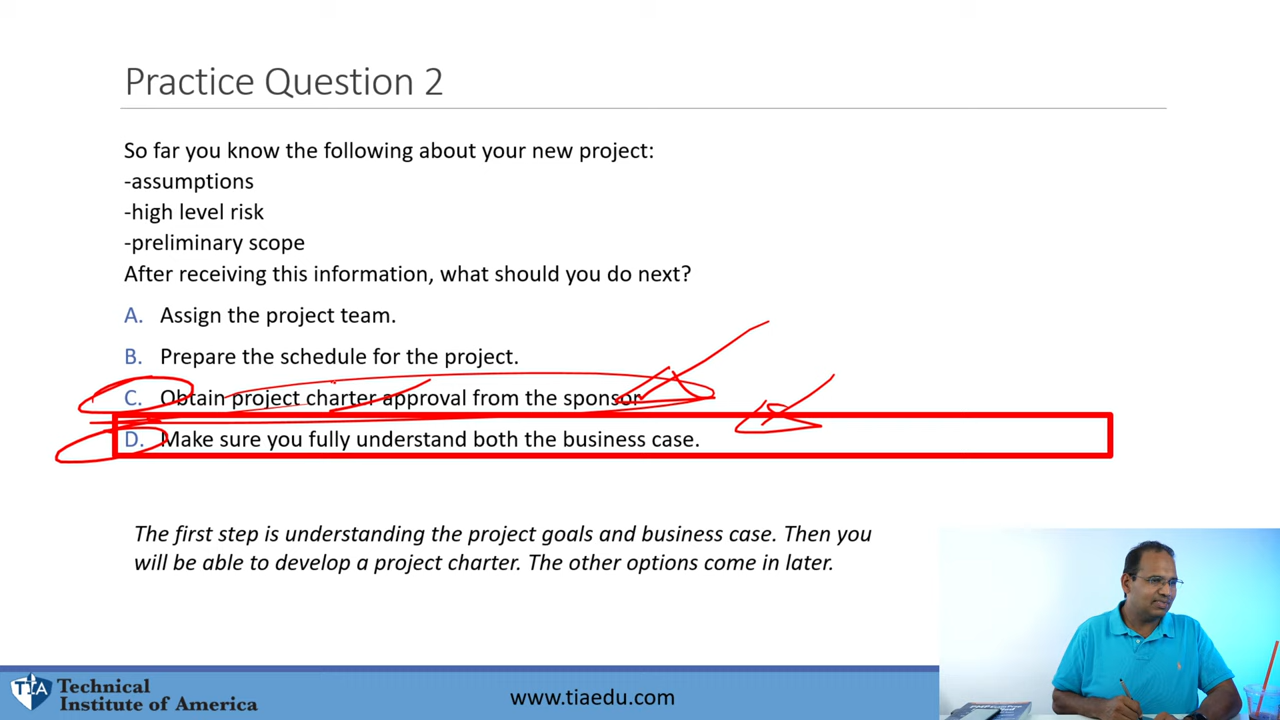 Practice Question 2
So far you know the following about your new project:
-assumptions
-high level risk
-preliminary scope
After receiving this information, what should you do next?
A. Assign the project team.
B. Prepare the schedule for the project.
C. Obtain project charter approval from the sponsor
D. Make sure you fully understand both the business case.
The first step is understanding the project goals and business case. Then you
will be able to develop a project charter. The other options come in later.
TIA
Technical
Institute of America
www.tiaedu.com